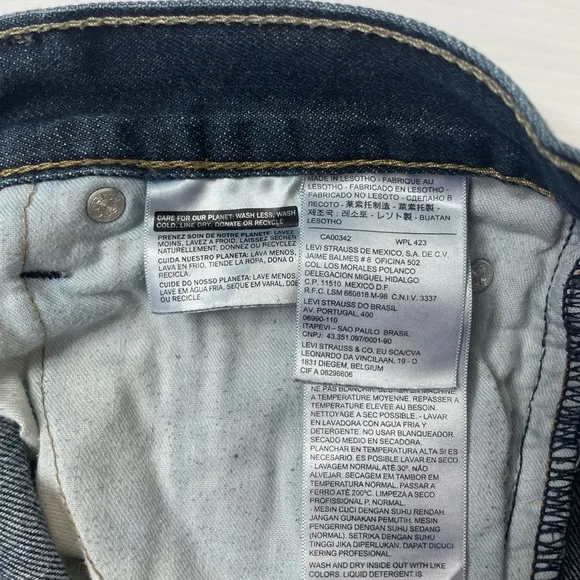 CARE FOR OUR PLANET: WASH LESS, WASH
COLD, LINE DRY, DONATE OR RECYCLE
PRENEZ SOIN DE NOTRE PLANETE: LAVEZ
MOINS, LAVEZ A FROID, LAISSEZ SECHER
NATURELLEMENT, DONNEZ OU RECYCLEZ
CUIDA NUESTRO PLANETA: LAVA MENOS,
LAVA EN FRIO, TIENDE LA ROPA, DONA O
RECICLA
CUIDE DO NOSSO PLANETA: LAVE MENOS,
LAVE EM ÁGUA FRIA, SEQUE EM VARAL, DOE
OU RECICLE.
MADE IN LESOTHO - FABRIQUE AU
LESOTHO - FABRICADO EN LESOTHO -
FABRICADO NO LESOTO - СДЕЛАНО В
ЛЕСОТО - 莱索托制造 - 萊索托製 -
제조국 - 레소토 - レソト製 - BUATAN
LESOTHO
CA00342 WPL 423
LEVI STRAUSS DE MEXICO, S.A. DE C.V.
JAIME BALMES # 8 OFICINA 502
COL. LOS MORALES POLANCO
DELEGACION MIGUEL HIDALGO
C.P. 11510 MEXICO D.F.
R.F.C. LSM 660618 M-98 C.N.I.V. 3337
LEVI STRAUSS DO BRASIL
AV. PORTUGAL, 400
06990-110
ITAPEVI – SAO PAULO BRASIL
CNPJ: 43.351.097/0001-90
LEVI STRAUSS & CO. EU SCA/CVA
LEONARDO DA VINCILAAN, 19 - D
1831 DIEGEM, BELGIUM
CIF A 08298606
TEMPERATURE MOYENNE. REPASSER A
TEMPERATURE ELEVEE AU BESOIN.
NETTOYAGE A SEC POSSIBLE - LAVAR
EN LAVADORA CON AGUA FRIA Y
DETERGENTE. NO USAR BLANQUEADOR.
SECADO MEDIO EN SECADORA.
PLANCHAR EN TEMPERATURA ALTA SI ES
NECESARIO. ES POSIBLE LAVAR EN SECO.
- LAVAGEM NORMAL ATÉ 30º. NÃO
ALVEJAR. SECAGEM EM TAMBOR EM
TEMPERATURA NORMAL. PASSAR A
FERRO ATÉ 200ºC. LIMPEZA A SECO
PROCESSO NORMAL F.
- MESIN CUCI DENGAN SUHU RENDAH.
JANGAN GUNAKAN PEMUTIH. MESIN
PENGERING DENGAN SUHU SEDANG
(NORMAL). SETRIKA DENGAN SUHU
TINGGI JIKA DIPERLUKAN. DAPAT DICUCI
KERING.
WASH AND DRY INSIDE OUT WITH LIKE
COLORS. LIQUID DETERGENT IS